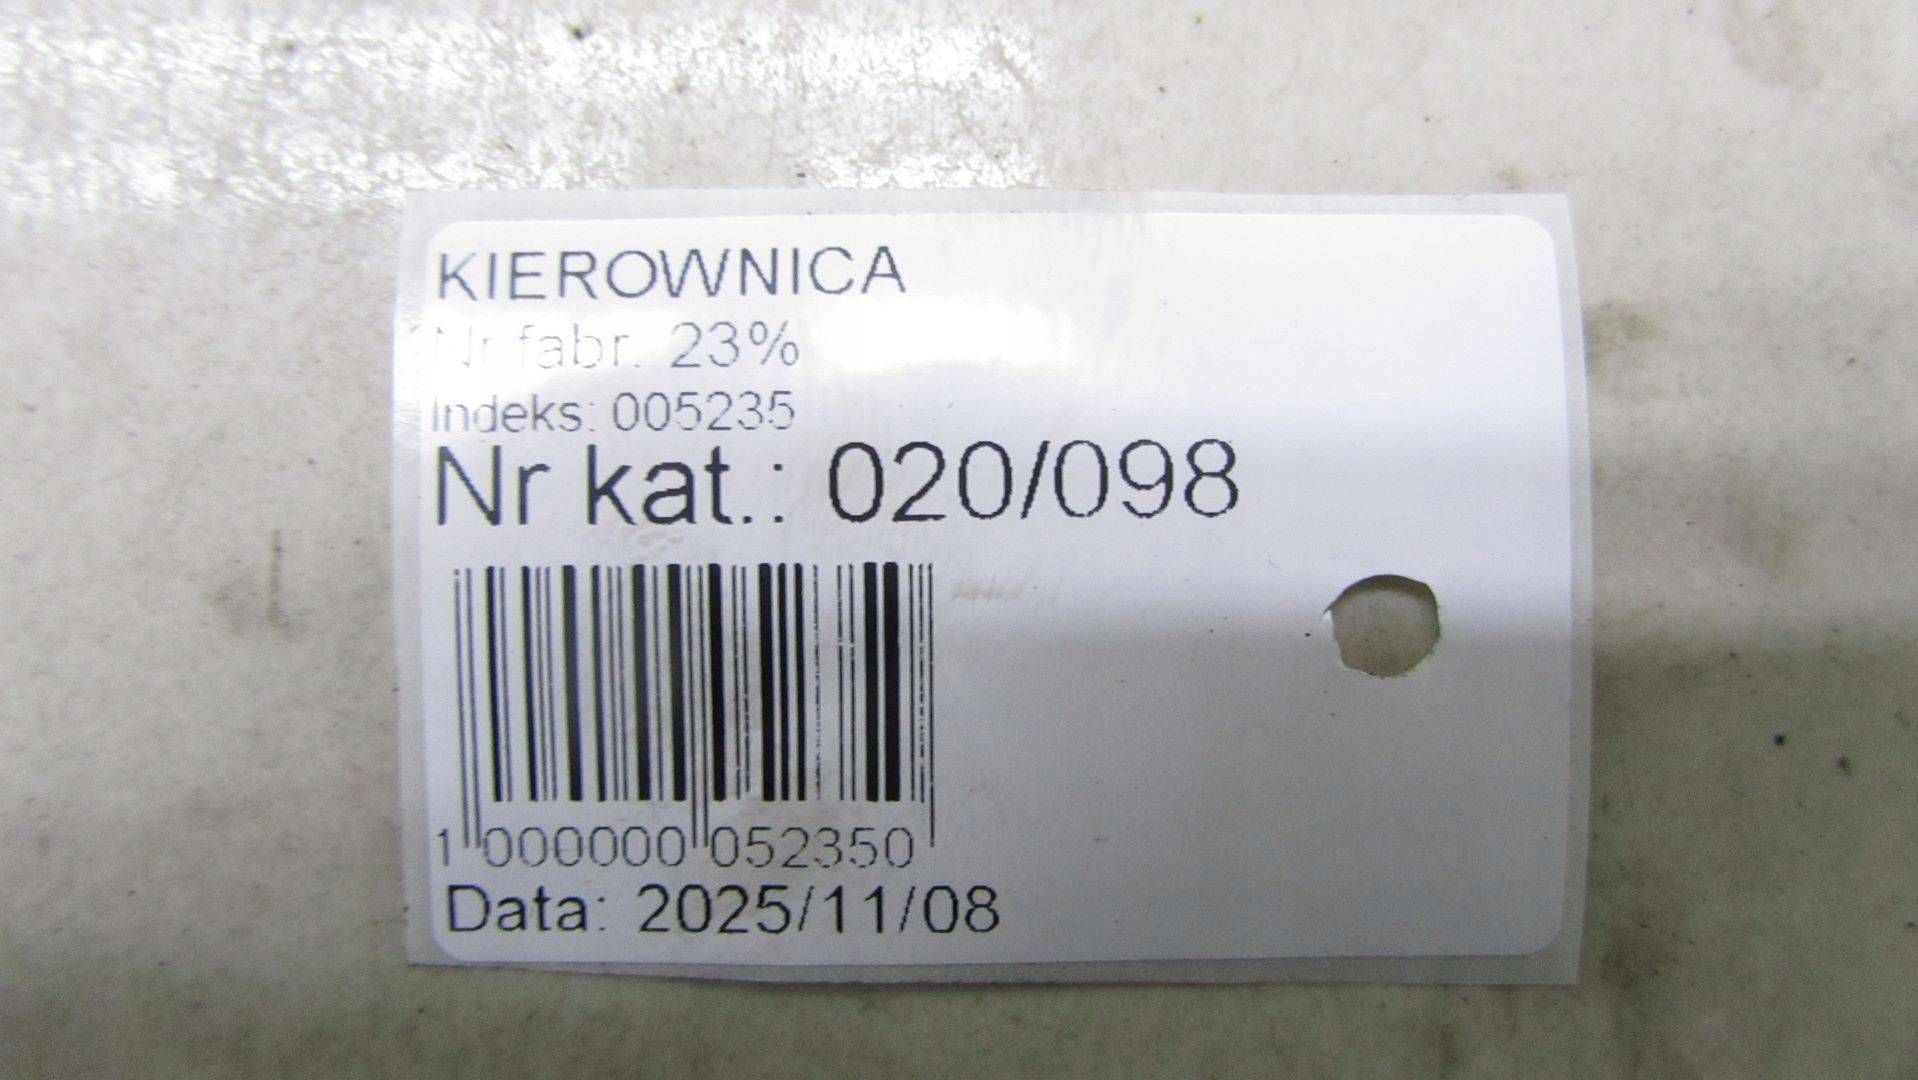 KIEROWNICA
Nr fabr. 23%
Indeks: 005235
Nr kat.: 020/098
1 000000 052350
Data: 2025/11/08